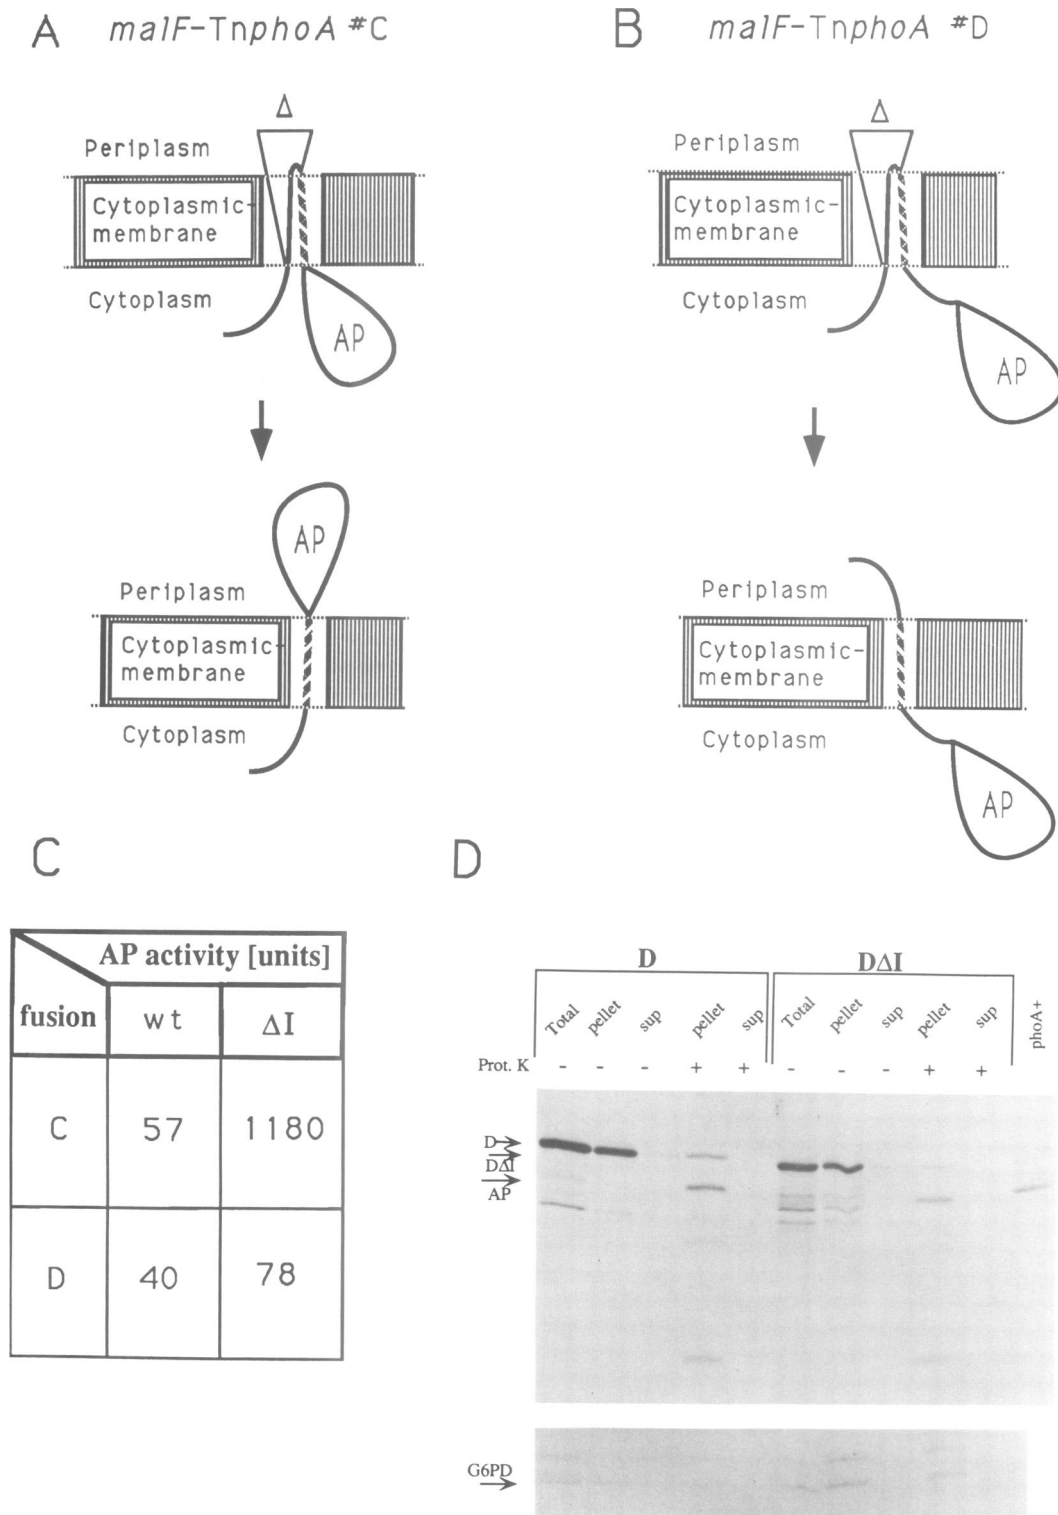 A malF-TnphoA #C
Δ
Periplasm
Cytoplasmic-
membrane
Cytoplasm
AP
AP
Periplasm
Cytoplasmic-
membrane
Cytoplasm
B malF-TnphoA #D
Δ
Periplasm
Cytoplasmic-
membrane
Cytoplasm
AP
Periplasm
Cytoplasmic-
membrane
Cytoplasm
AP
C
AP activity [units]
fusion wt ΔI
C 57 1180
D 40 78
D
D DΔI
Total pellet sup pellet sup Total pellet sup pellet sup phoA+
Prot. K - - - + + - - - + +
D
DΔI
AP
G6PD